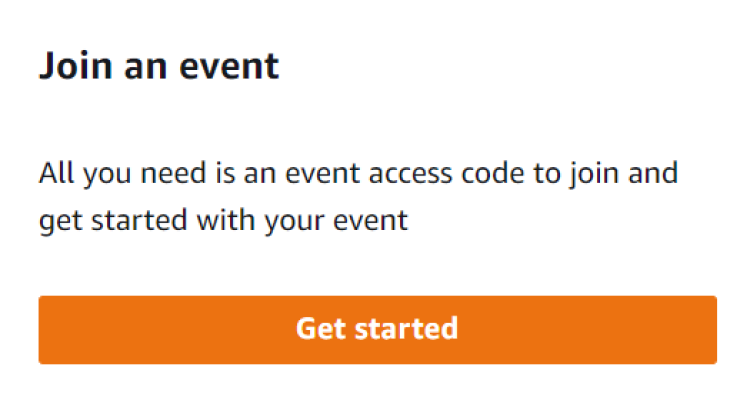 Join an event
All you need is an event access code to join and
get started with your event
Get started